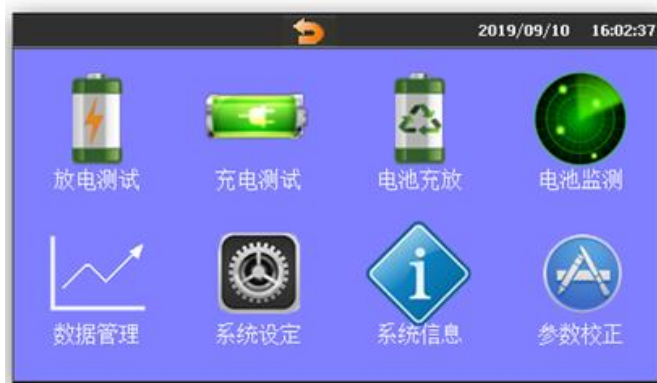 2019/09/10 16:02:37
放电测试 充电测试 电池充放 电池监测
数据管理 系统设定 系统信息 参数校正